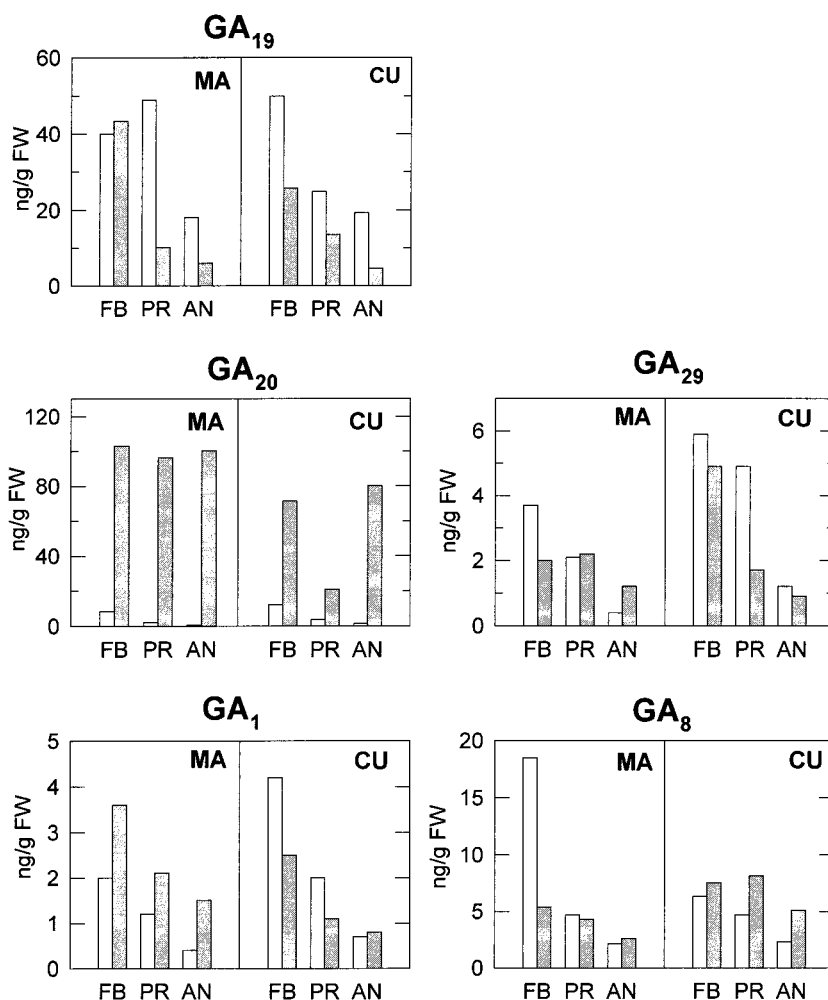 GA19
60
40
20
0
ng/g FW
MA
CU
FB PR AN FB PR AN
GA20
120
80
40
0
ng/g FW
MA
CU
FB PR AN FB PR AN
GA29
6
4
2
0
ng/g FW
MA
CU
FB PR AN FB PR AN
GA1
5
4
3
2
1
0
ng/g FW
MA
CU
FB PR AN FB PR AN
GA8
20
15
10
5
0
ng/g FW
MA
CU
FB PR AN FB PR AN